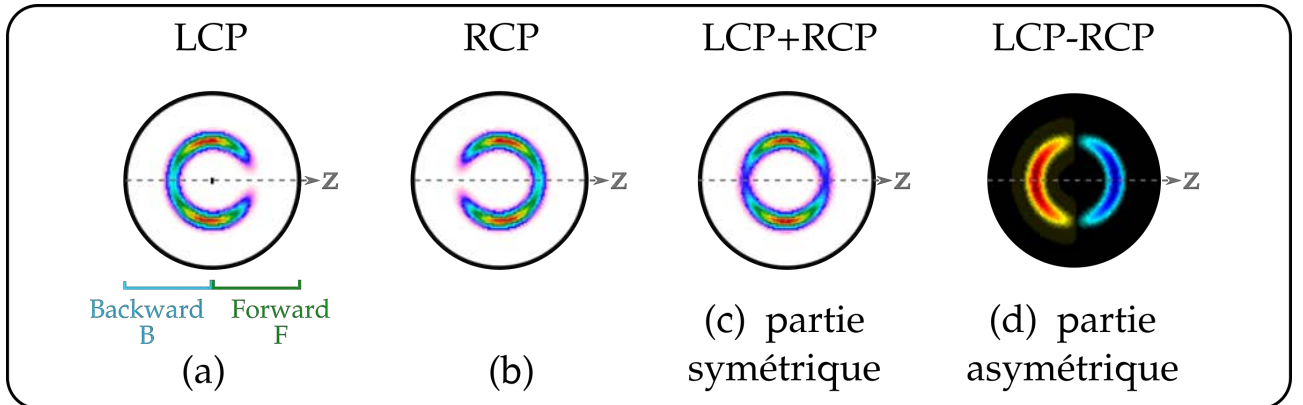 LCP
RCP
LCP+RCP
LCP-RCP
z
z
z
z
Backward
B
Forward
F
(a)
(b)
(c) partie
symétrique
(d) partie
asymétrique